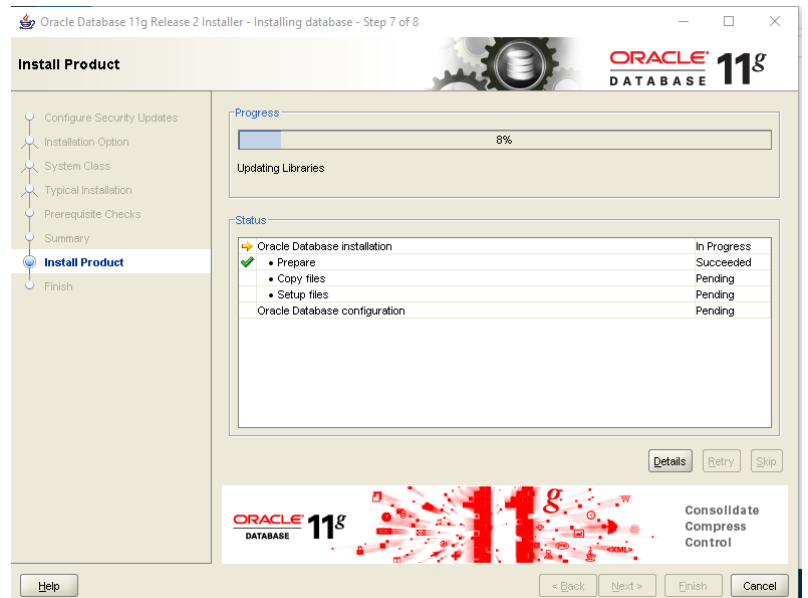 Oracle Database 11g Release 2 Installer - Installing database - Step 7 of 8
Install Product
ORACLE
DATABASE
11g
Configure Security Updates
Installation Option
System Class
Typical Installation
Prerequisite Checks
Summary
Install Product
Finish
Progress
8%
Updating Libraries
Status
Oracle Database installation In Progress
• Prepare Succeeded
• Copy files Pending
• Setup files Pending
Oracle Database configuration Pending
Details Retry Skip
ORACLE
DATABASE
11g
11g
<XML>
Consolidate
Compress
Control
Help < Back Next > Finish Cancel